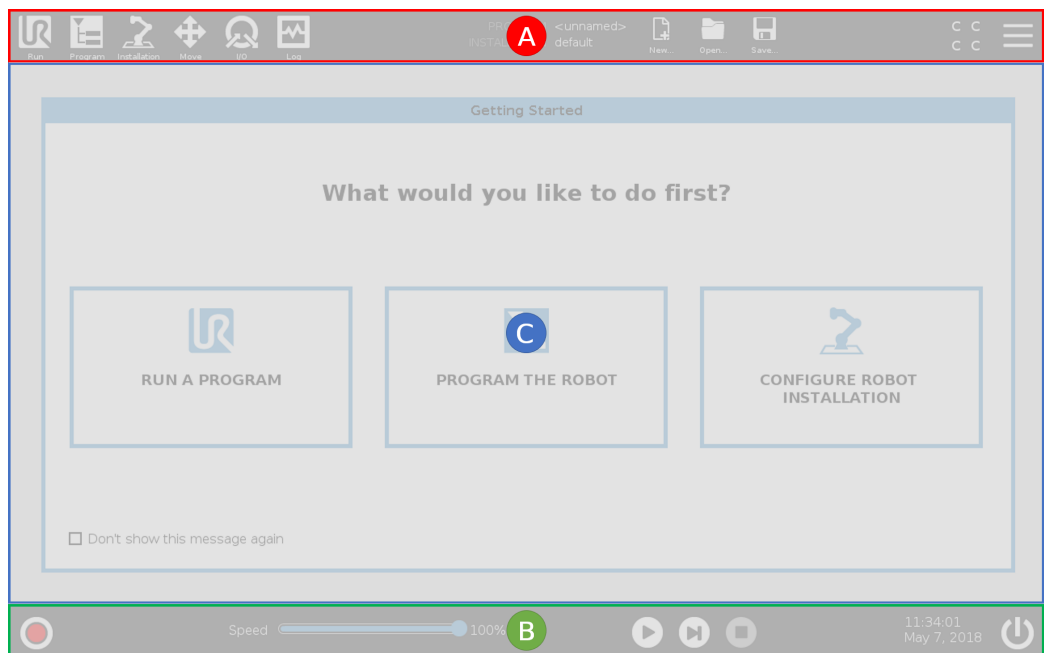 <unnamed>
default
A
Run Program Installation Move I/O Log New... Open... Save...
C C
C C
Getting Started
What would you like to do first?
RUN A PROGRAM
C
PROGRAM THE ROBOT
CONFIGURE ROBOT
INSTALLATION
Don't show this message again
Speed 100% B
11:34:01
May 7, 2018